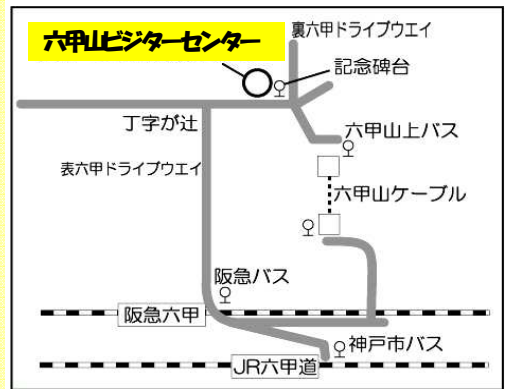 六甲山ビジターセンター
裏六甲ドライブウエイ
記念碑台
丁字が辻
六甲山上バス
表六甲ドライブウエイ
六甲山ケーブル
阪急バス
阪急六甲
神戸市バス
JR六甲道